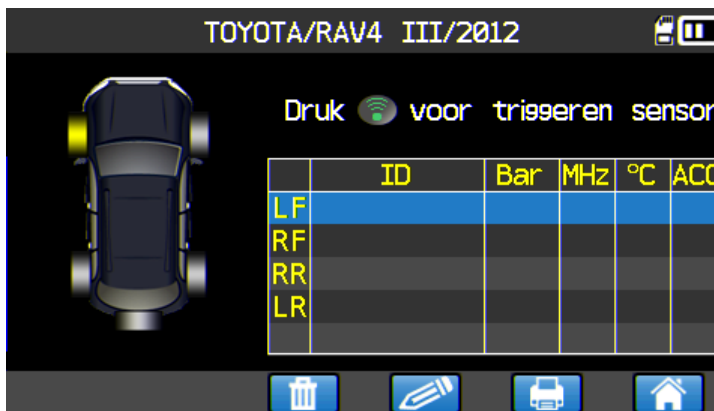 TOYOTA/RAV4 III/2012
Druk voor triggeren sensor
ID Bar MHz °C ACC
LF
RF
RR
LR